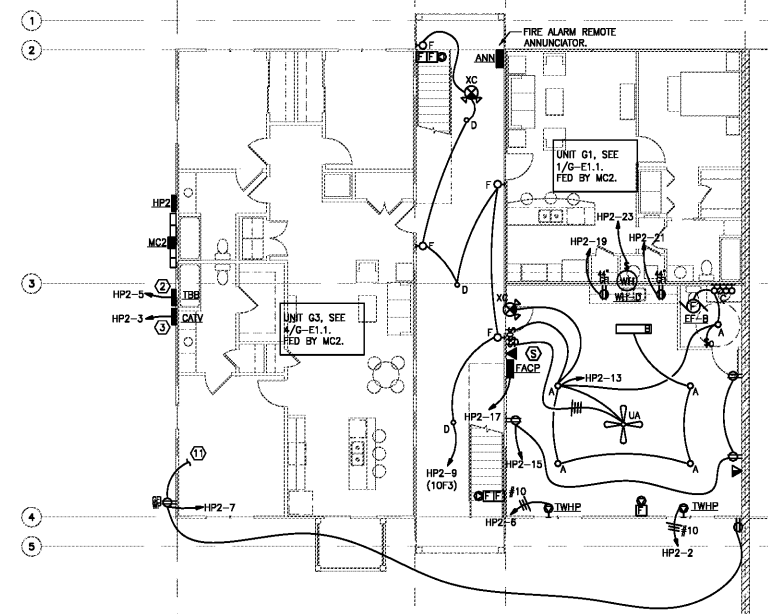 1
2
FIRE ALARM REMOTE
ANNUNCIATOR.
F
F F
ANN
XC
D
UNIT G1, SEE
1/G-E1.1.
FED BY MC2.
F
HP2
HP2-23
MC2
F
HP2-19
HP2-21
3
D
WH
2
HP2-5
TBB
XC
EF-B
HP2-3
CATV
3
UNIT G3, SEE
4/G-E1.1.
FED BY MC2.
A
F
S
FACP
HP2-13
A
A
HP2-17
UA
D
11
HP2-9
(1OF3)
HP2-15
A
A
F F
#10
HP2-7
TWHP
F
TWHP
4
HP2-6
#10
5
HP2-2